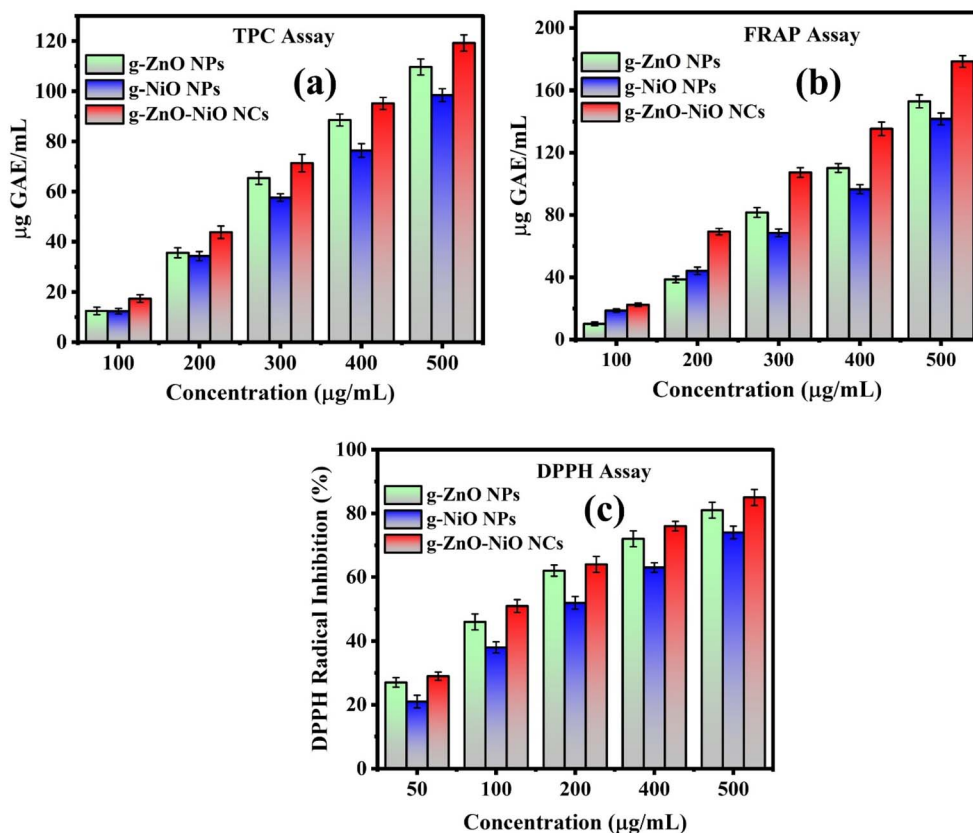 TPC Assay
(a)
g-ZnO NPs
g-NiO NPs
g-ZnO-NiO NCs
μg GAE/mL
120
100
80
60
40
20
0
100 200 300 400 500
Concentration (μg/mL)
FRAP Assay
(b)
g-ZnO NPs
g-NiO NPs
g-ZnO-NiO NCs
μg GAE/mL
200
160
120
80
40
0
100 200 300 400 500
Concentration (μg/mL)
DPPH Assay
(c)
g-ZnO NPs
g-NiO NPs
g-ZnO-NiO NCs
DPPH Radical Inhibition (%)
100
80
60
40
20
0
50 100 200 400 500
Concentration (μg/mL)